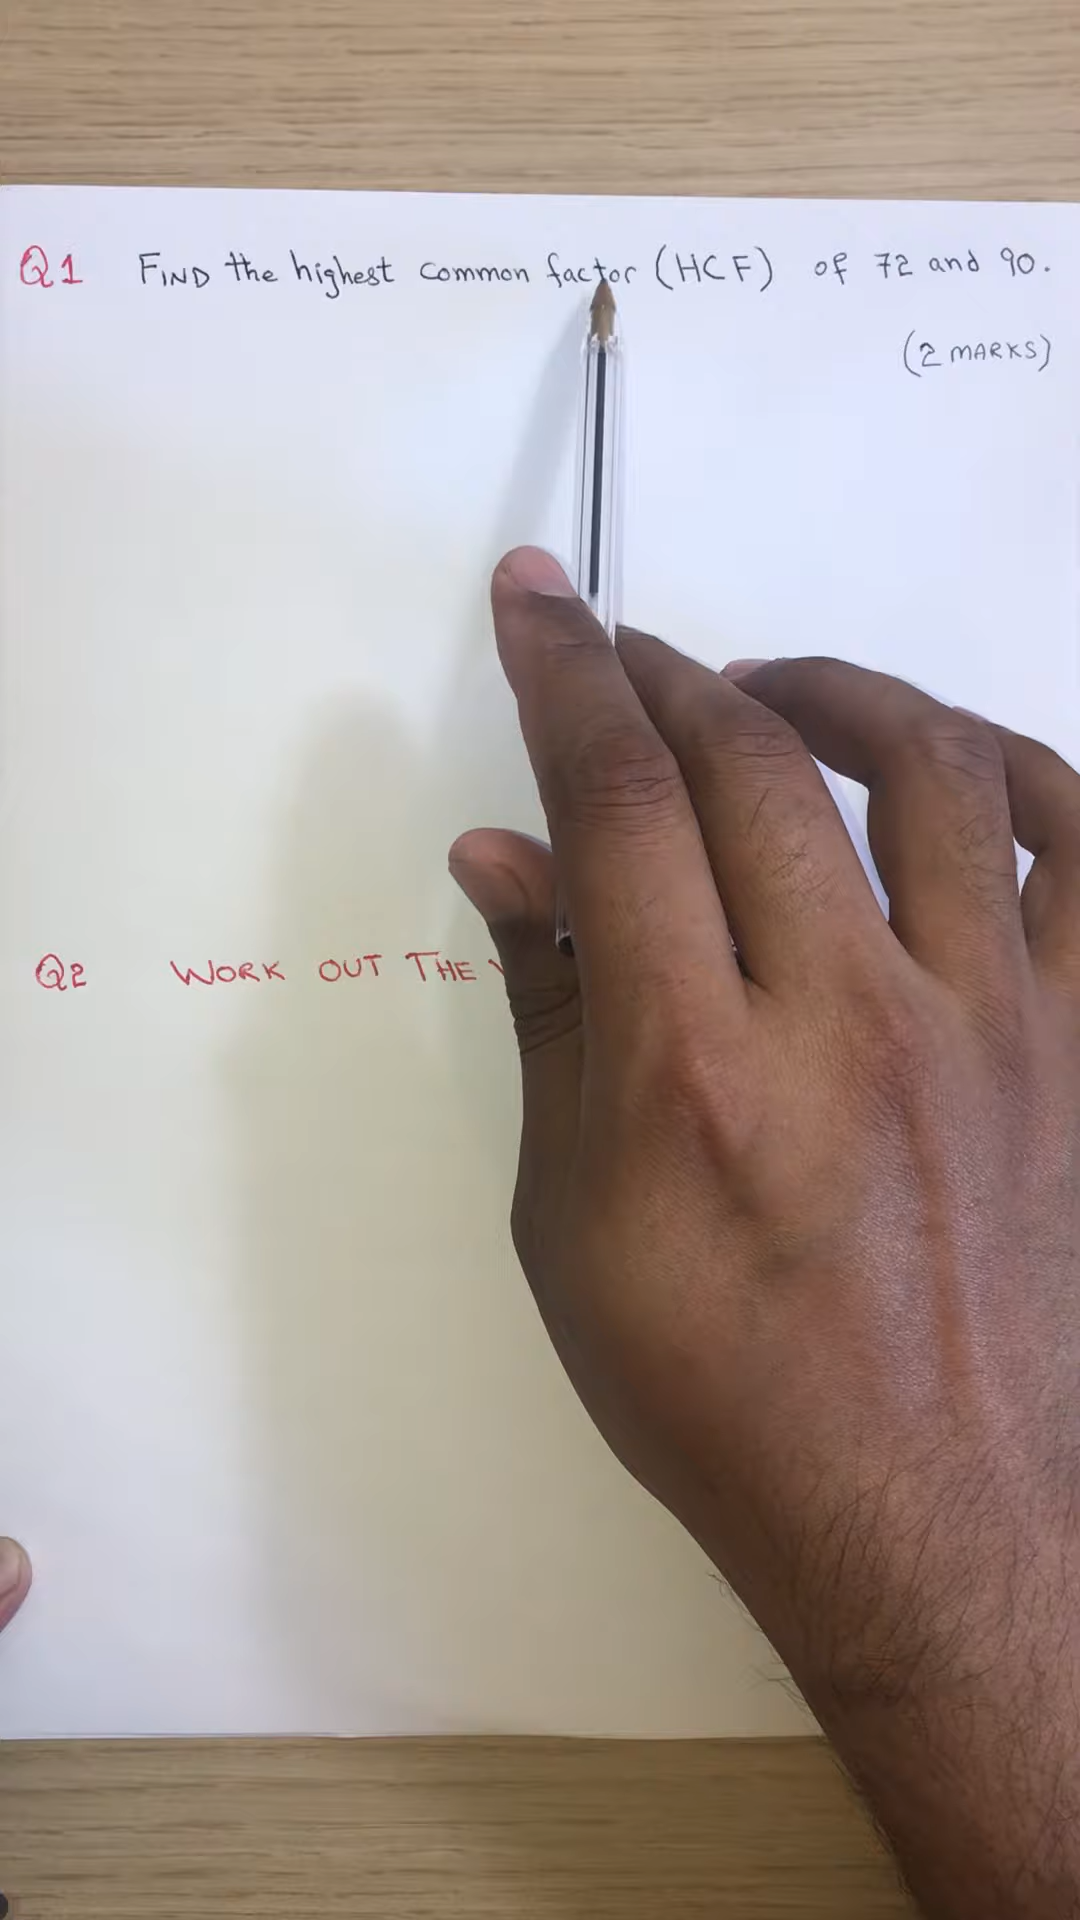 Q1 FIND the highest common factor (HCF) of 72 and 90.
(2 MARKS)
Q2 WORK OUT THE